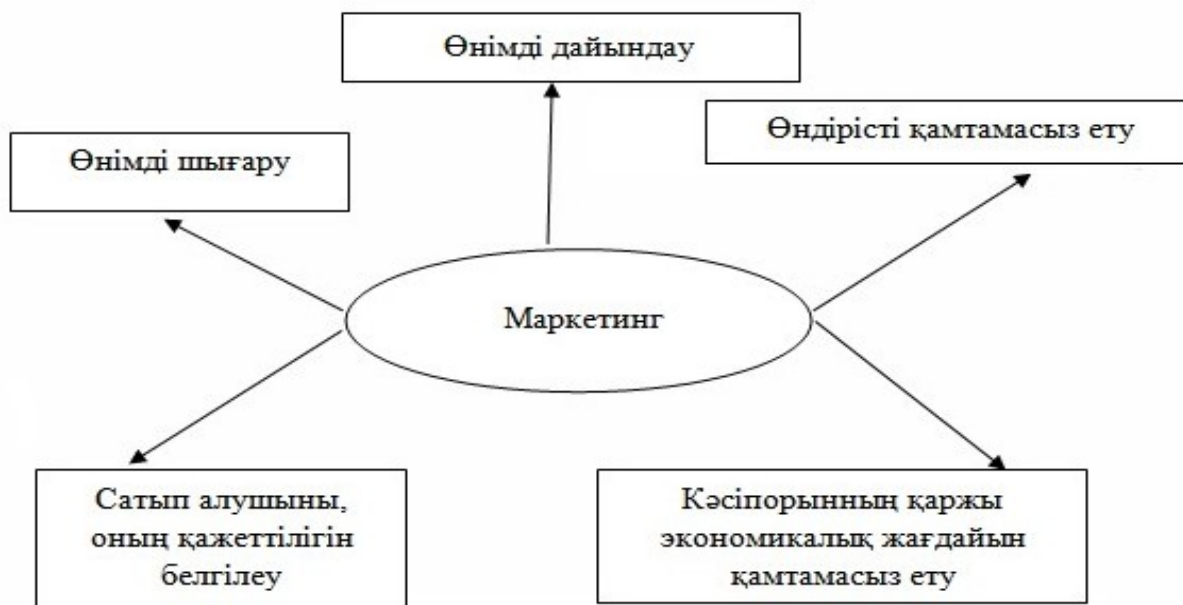 Өнімді дайындау
Өндірісті қамтамасыз ету
Өнімді шығару
Маркетинг
Сатып алушыны,
оның қажеттілігін
белгілеу
Кәсіпорынның қаржы
экономикалық жағдайын
қамтамасыз ету